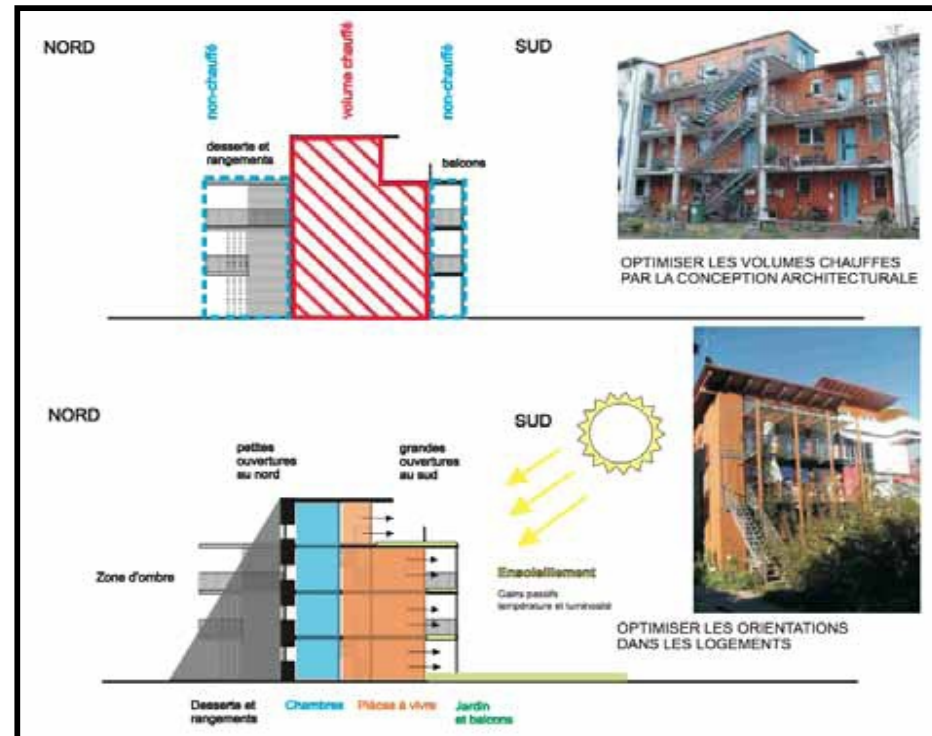 NORD
non-chauffé
volume chauffé
non-chauffé
SUD
desserte et
rangements
balcons
OPTIMISER LES VOLUMES CHAUFFES
PAR LA CONCEPTION ARCHITECTURALE
NORD
SUD
petites
ouvertures
au nord
grandes
ouvertures
au sud
Zone d'ombre
Ensoleillement
Gains passifs
température et luminosité
OPTIMISER LES ORIENTATIONS
DANS LES LOGEMENTS
Desserte et
rangements
Chambres
Pièces à vivre
Jardin
et balcons